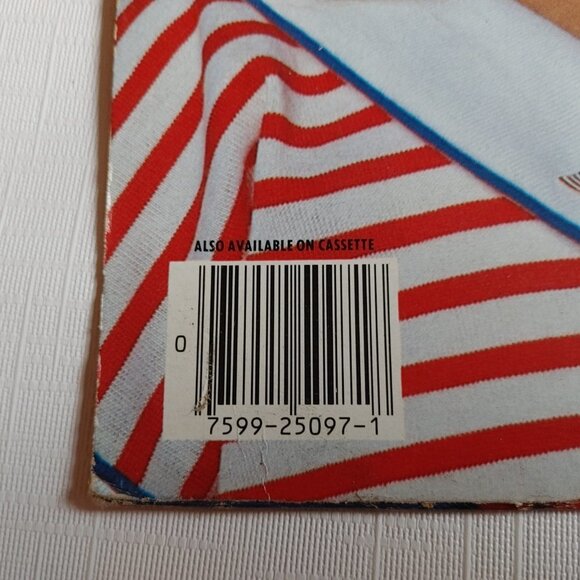 ALSO AVAILABLE ON CASSETTE
0
7599-25097-1